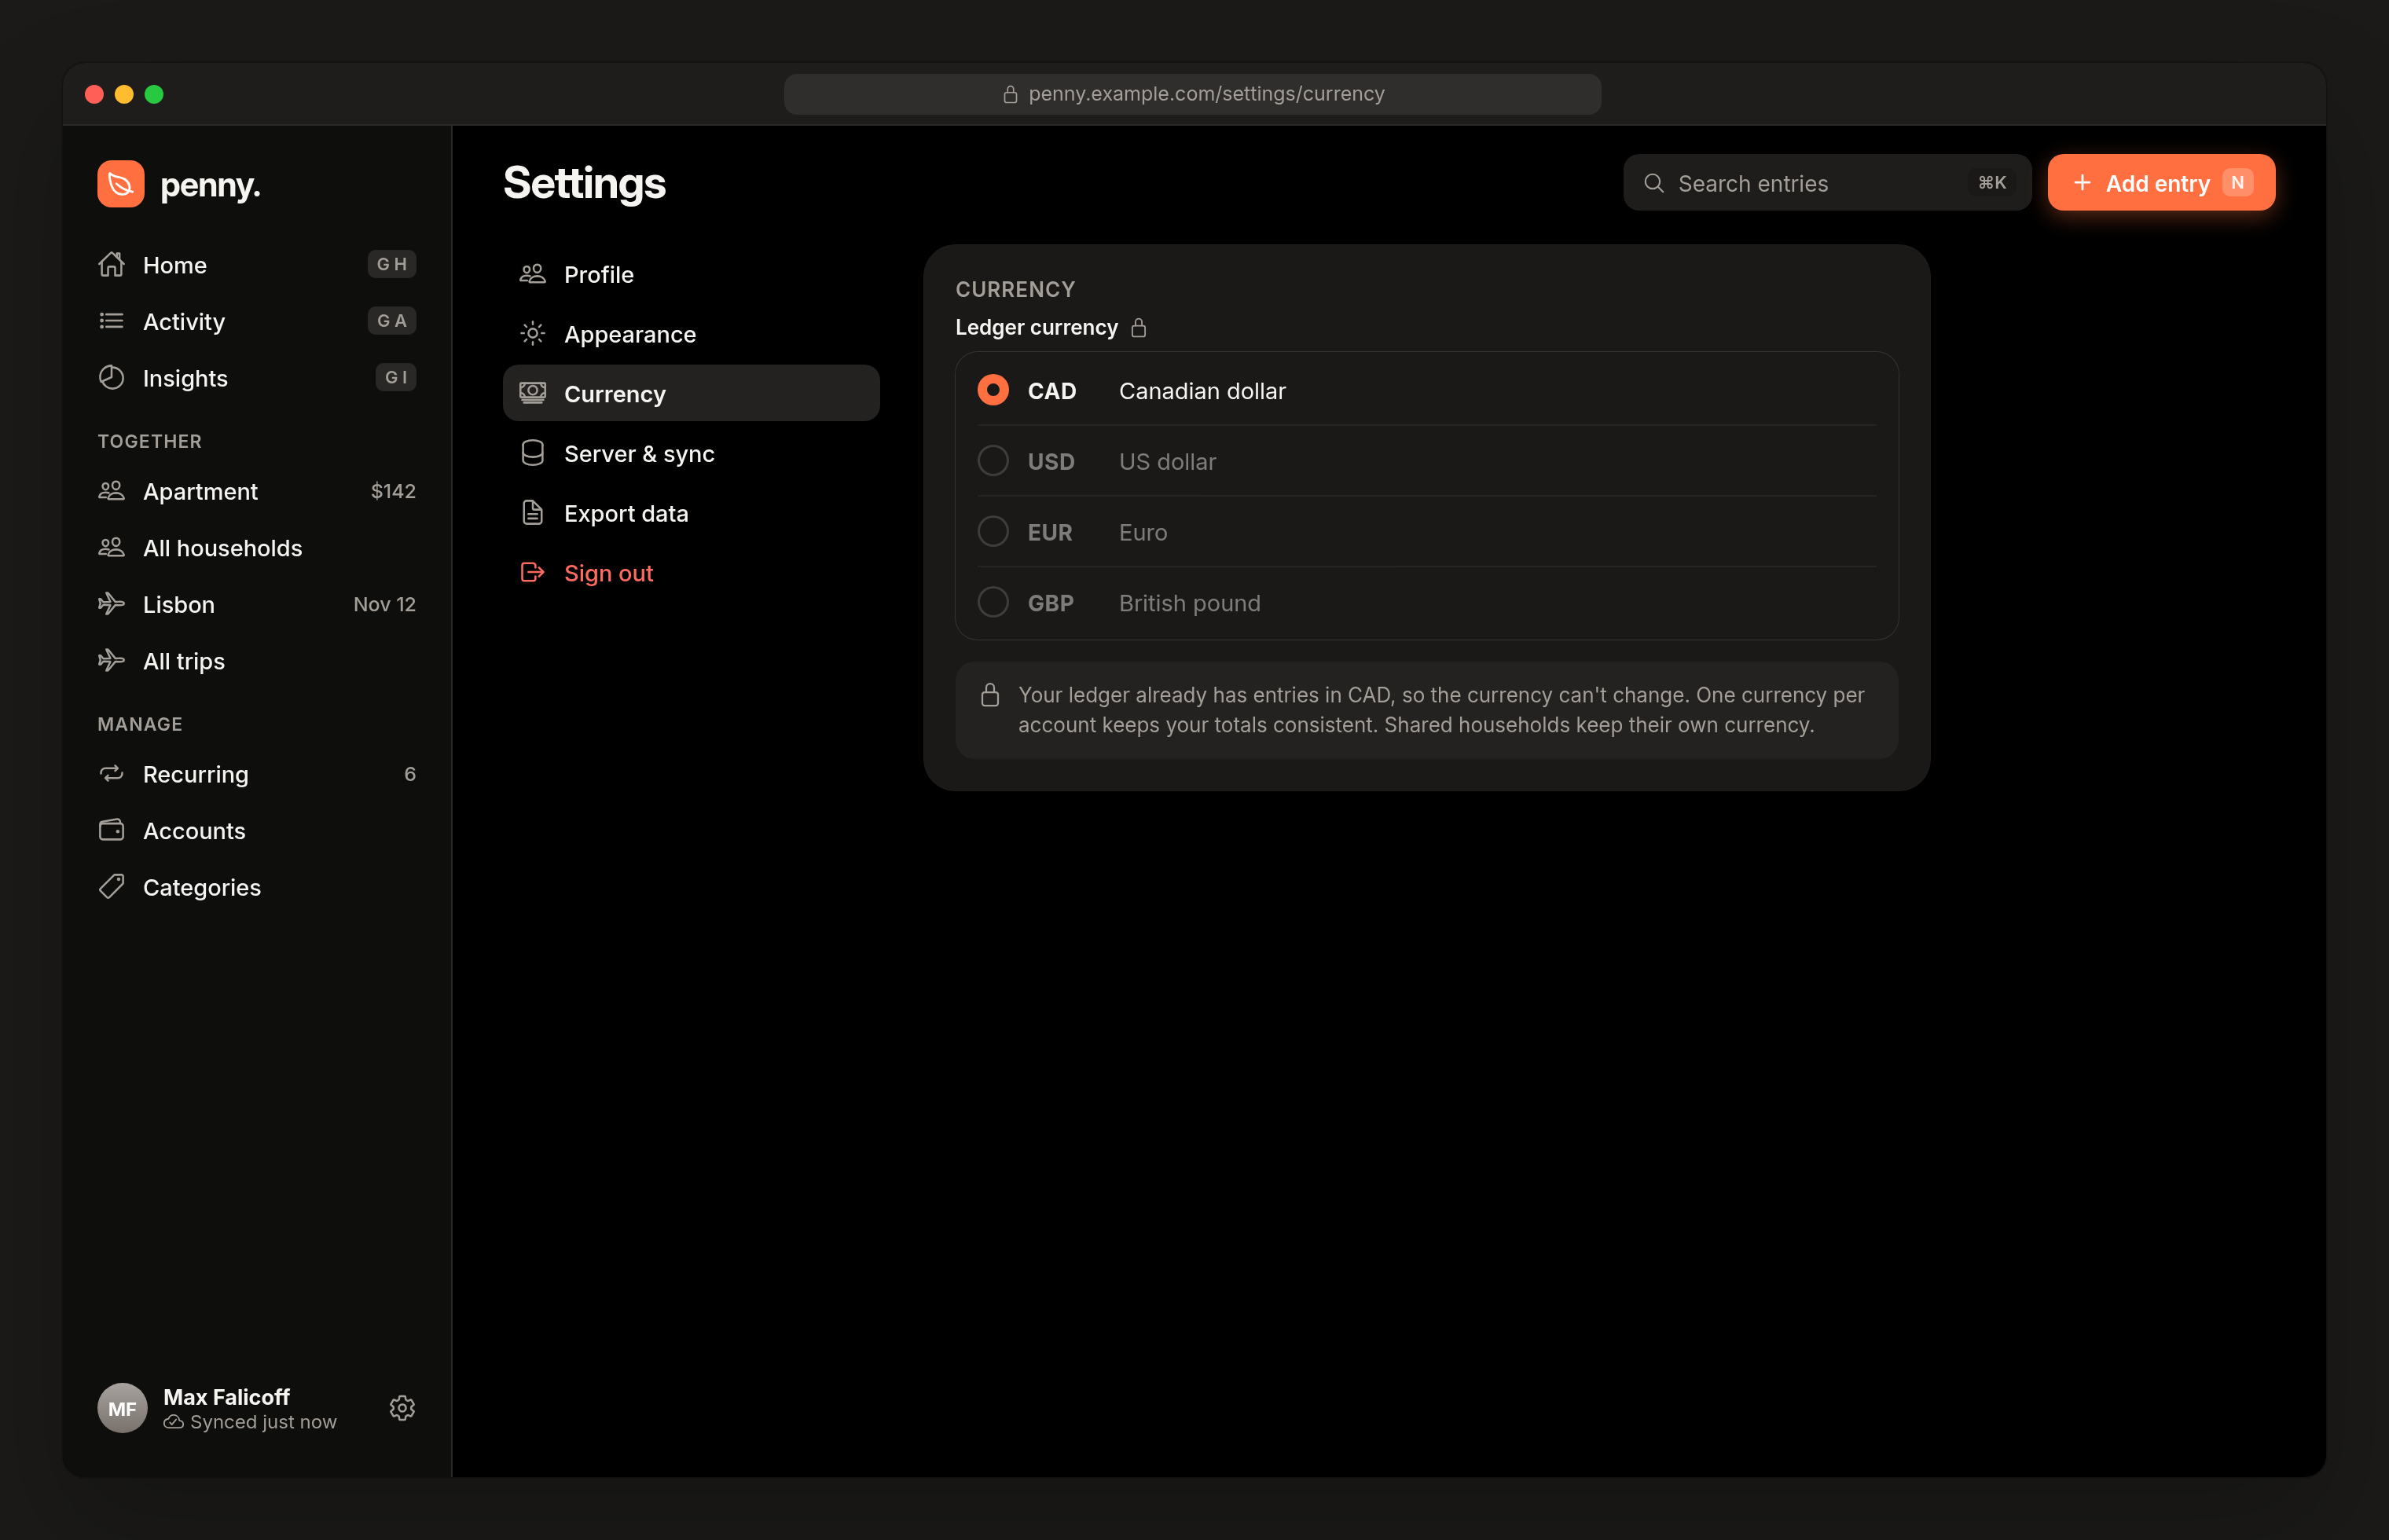 penny.example.com/settings/currency
penny.
Home G H
Activity G A
Insights G I
TOGETHER
Apartment $142
All households
Lisbon Nov 12
All trips
MANAGE
Recurring 6
Accounts
Categories
MF
Max Falicoff
Synced just now
Settings
Search entries ⌘K
Add entry N
Profile
Appearance
Currency
Server & sync
Export data
Sign out
CURRENCY
Ledger currency
CAD Canadian dollar
USD US dollar
EUR Euro
GBP British pound
Your ledger already has entries in CAD, so the currency can't change. One currency per
account keeps your totals consistent. Shared households keep their own currency.